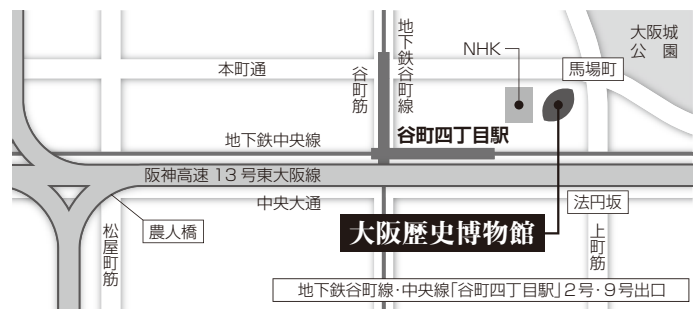 大阪城
公園
地下鉄谷町線
NHK
馬場町
本町通
谷町筋
谷町四丁目駅
地下鉄中央線
阪神高速13号東大阪線
中央大通
法円坂
農人橋
松屋町筋
大阪歴史博物館
上町筋
地下鉄谷町線・中央線「谷町四丁目駅」2号・9号出口